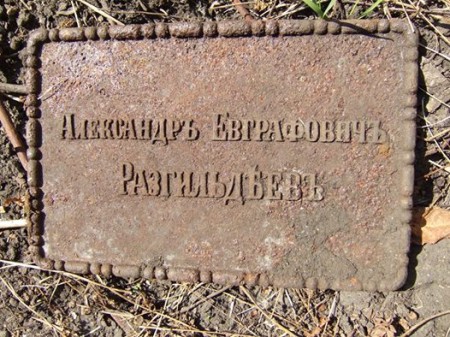 Александръ Евграфовичъ
Разгильдѣевъ